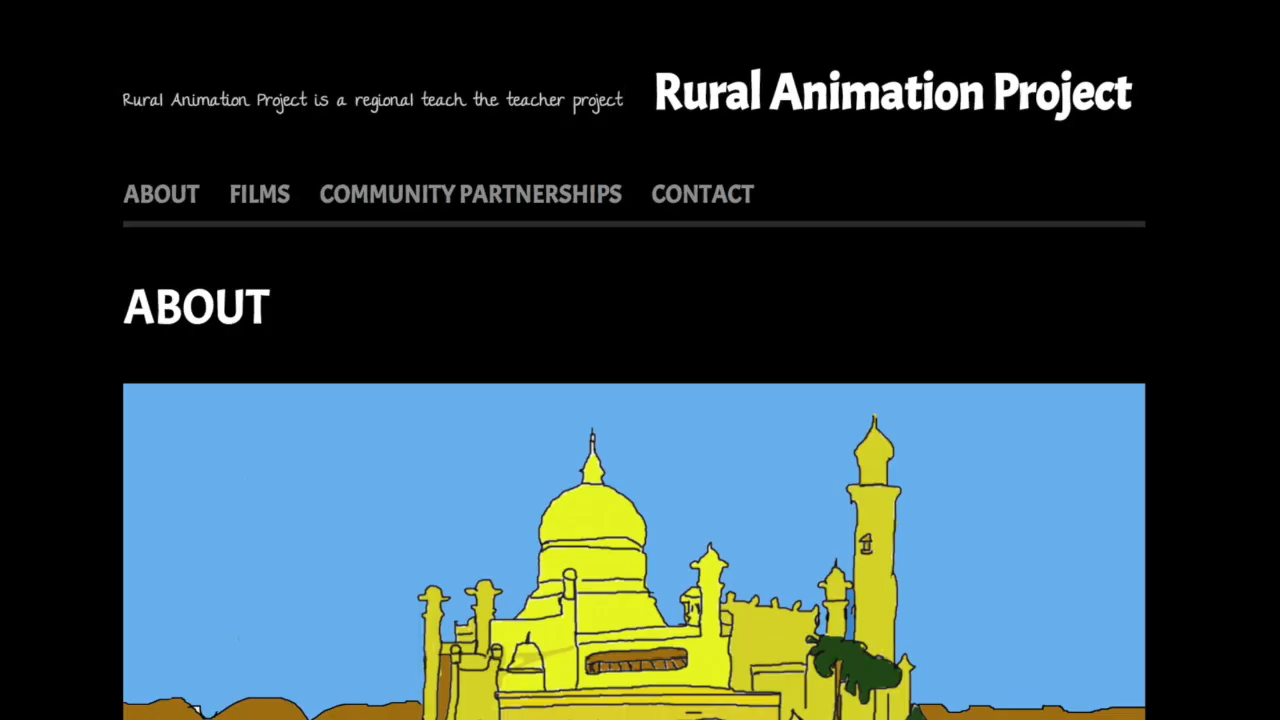 Rural Animation Project is a regional teach the teacher project
Rural Animation Project
ABOUT FILMS COMMUNITY PARTNERSHIPS CONTACT
ABOUT